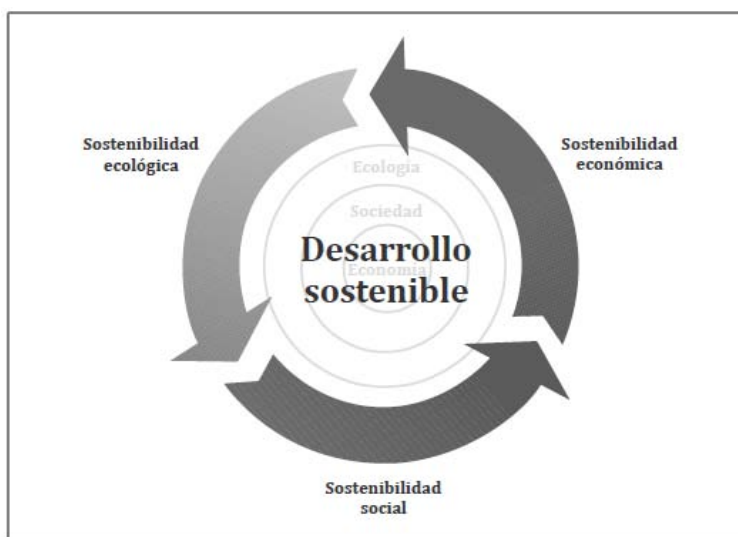 Sostenibilidad
ecológica
Sostenibilidad
económica
Ecología
Sociedad
Desarrollo
Economía
sostenible
Sostenibilidad
social